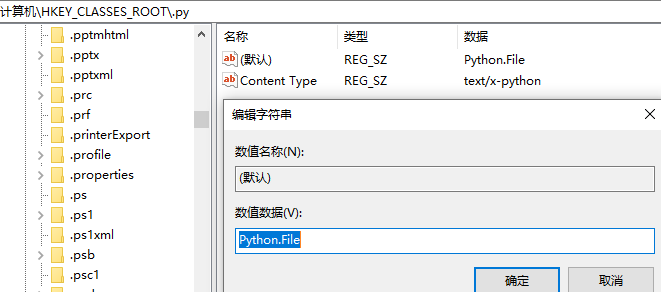 计算机\HKEY_CLASSES_ROOT\.py
.pptmhtml
.pptx
.pptxml
.prc
.prf
.printerExport
.profile
.properties
.ps
.ps1
.ps1xml
.psb
.psc1
名称 类型 数据
ab (默认) REG_SZ Python.File
ab Content Type REG_SZ text/x-python
编辑字符串
数值名称(N):
(默认)
数值数据(V):
Python.File
确定 取消